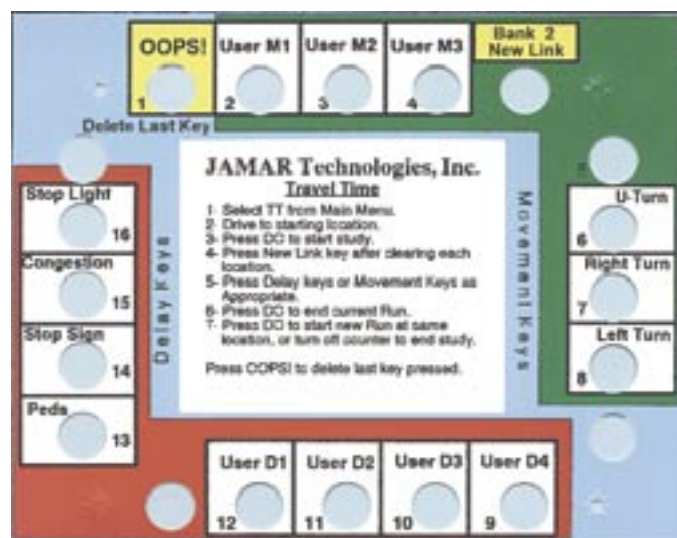 OOPS!
User M1
User M2
User M3
Bank 2
New Link
1
2
3
4
Delete Last Key
JAMAR Technologies, Inc.
Travel Time
1- Select TT from Main Menu.
2- Drive to starting location.
3- Press DO to start study.
4- Press New Link key after clearing each
location.
5- Press Delay keys or Movement Keys as
Appropriate.
6- Press DO to end current Run.
7- Press DO to start new Run at same
location, or turn off counter to end study.
Press OOPS! to delete last key pressed.
Stop Light
16
Congestion
15
Stop Sign
14
Peds
13
Delay Keys
Movement Keys
U-Turn
6
Right Turn
7
Left Turn
8
User D1
User D2
User D3
User D4
12
11
10
9